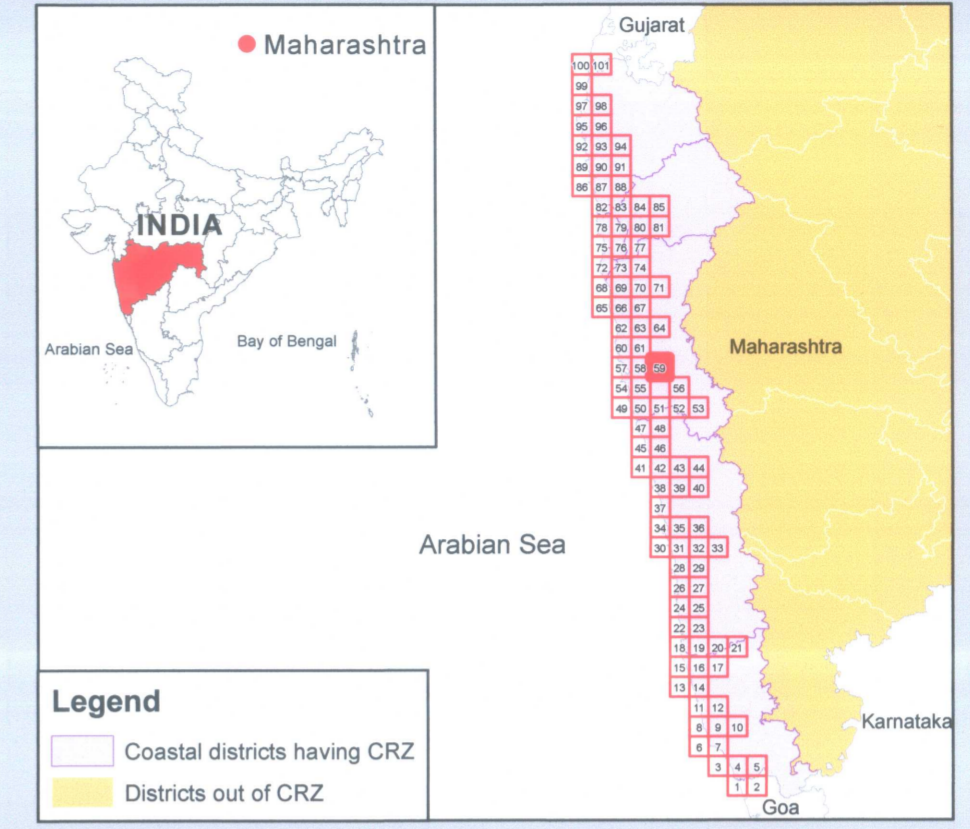 Gujarat
Maharashtra
INDIA
Arabian Sea
Bay of Bengal
100 101
99
97 98
95 96
92 93 94
89 90 91
86 87 88
82 83 84 85
78 79 80 81
75 76 77
72 73 74
68 69 70 71
65 66 67
62 63 64
60 61
57 58 59
54 55 56
49 50 51 52 53
47 48
45 46
41 42 43 44
38 39 40
37
34 35 36
30 31 32 33
28 29
26 27
24 25
22 23
18 19 20 21
15 16 17
13 14
11 12
8 9 10
6 7
3 4 5
1 2
Maharashtra
Arabian Sea
Karnataka
Goa
Legend
Coastal districts having CRZ
Districts out of CRZ